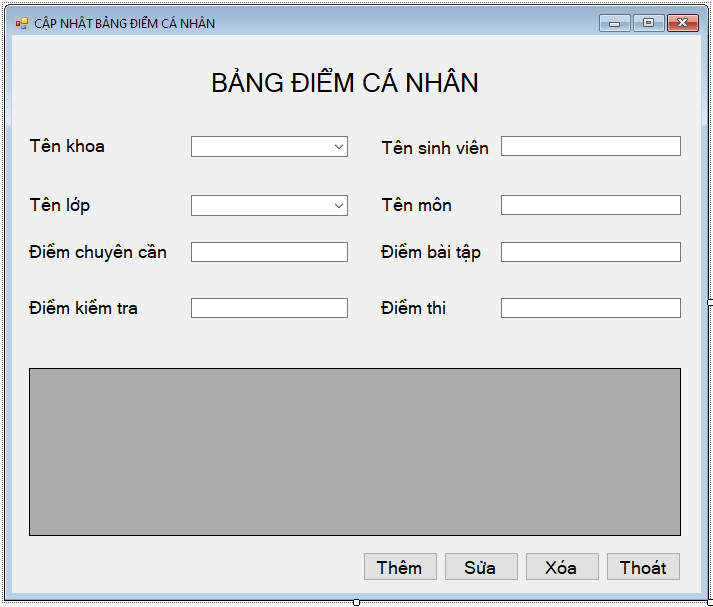 CẬP NHẬT BẢNG ĐIỂM CÁ NHÂN
BẢNG ĐIỂM CÁ NHÂN
Tên khoa
Tên sinh viên
Tên lớp
Tên môn
Điểm chuyên cần
Điểm bài tập
Điểm kiểm tra
Điểm thi
Thêm
Sửa
Xóa
Thoát